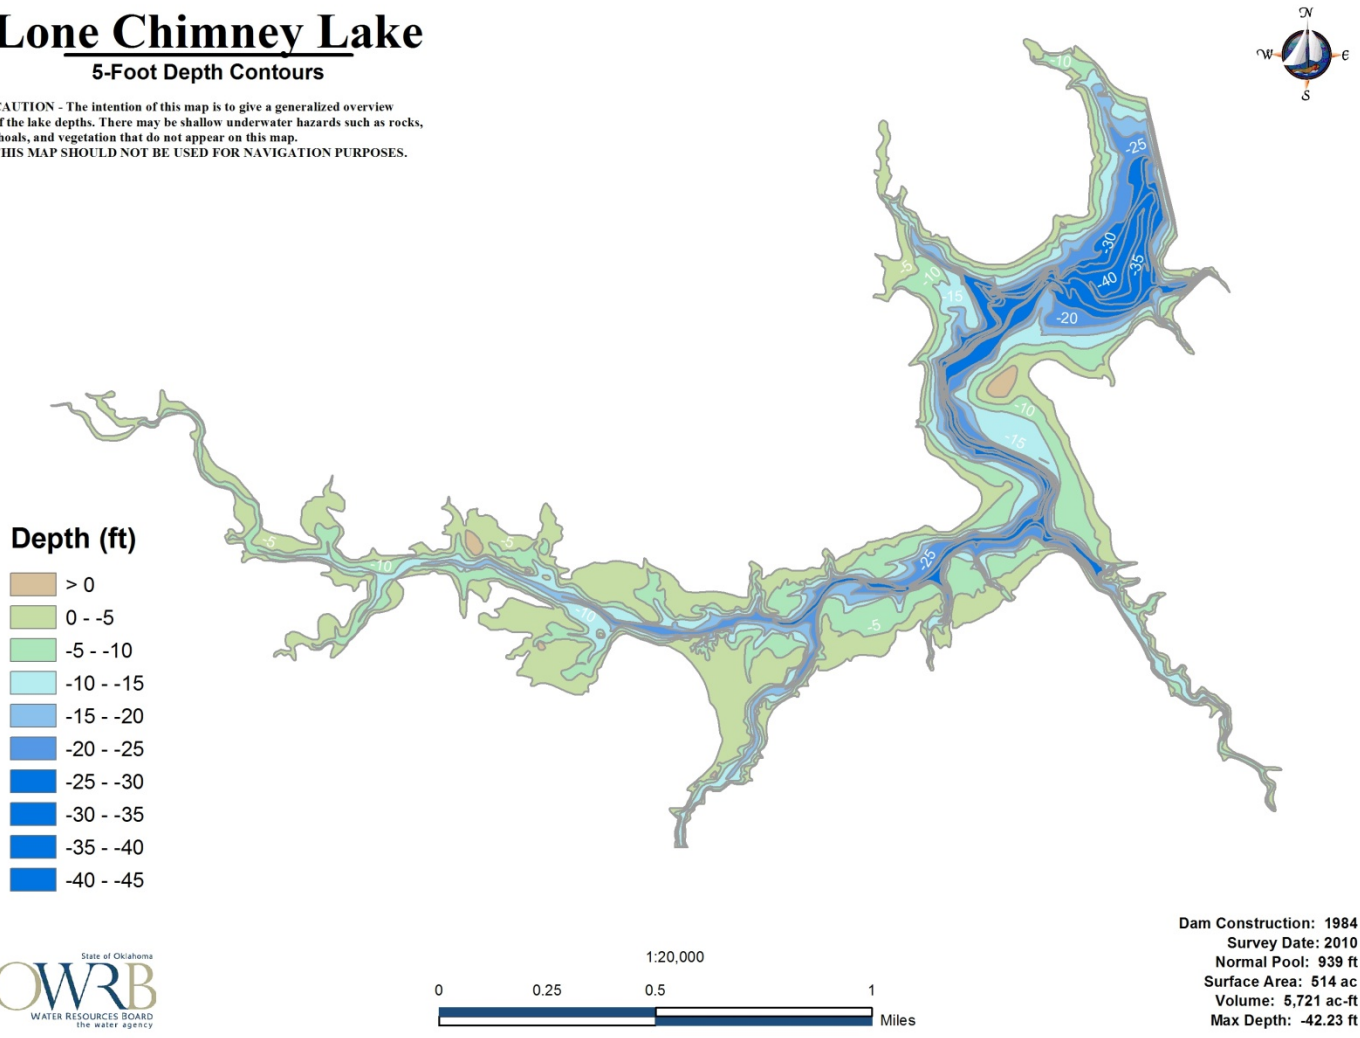 Lone Chimney Lake
5-Foot Depth Contours
CAUTION - The intention of this map is to give a generalized overview
of the lake depths. There may be shallow underwater hazards such as rocks,
shoals, and vegetation that do not appear on this map.
THIS MAP SHOULD NOT BE USED FOR NAVIGATION PURPOSES.
N
W
E
S
-10
-25
-30
-35
-40
-5
-10
-15
-20
-10
-15
-5
-10
-5
-10
-25
-5
Depth (ft)
> 0
0 - -5
-5 - -10
-10 - -15
-15 - -20
-20 - -25
-25 - -30
-30 - -35
-35 - -40
-40 - -45
State of Oklahoma
OWRB
WATER RESOURCES BOARD
the water agency
1:20,000
0 0.25 0.5 1
Miles
Dam Construction: 1984
Survey Date: 2010
Normal Pool: 939 ft
Surface Area: 514 ac
Volume: 5,721 ac-ft
Max Depth: -42.23 ft